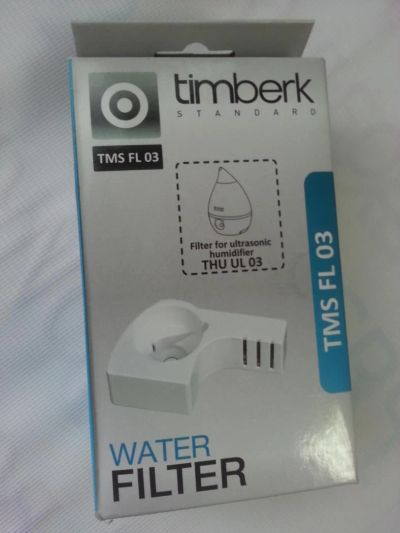 timberk
STANDARD
TMS FL 03
Filter for ultrasonic
humidifier
THU UL 03
TMS FL 03
WATER
FILTER